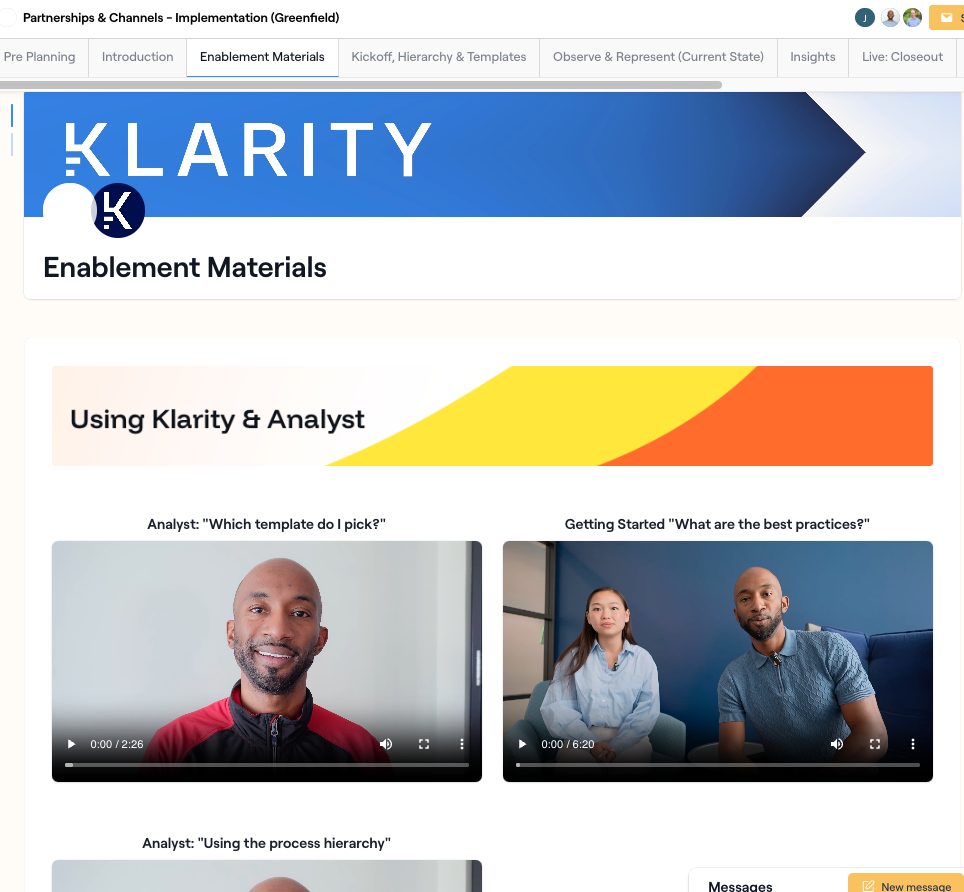 Partnerships & Channels - Implementation (Greenfield)
J
S
Pre Planning
Introduction
Enablement Materials
Kickoff, Hierarchy & Templates
Observe & Represent (Current State)
Insights
Live: Closeout
KLARITY
K
Enablement Materials
Using Klarity & Analyst
Analyst: "Which template do I pick?"
Getting Started "What are the best practices?"
0:00 / 2:26
0:00 / 6:20
Analyst: "Using the process hierarchy"
Messages
New message